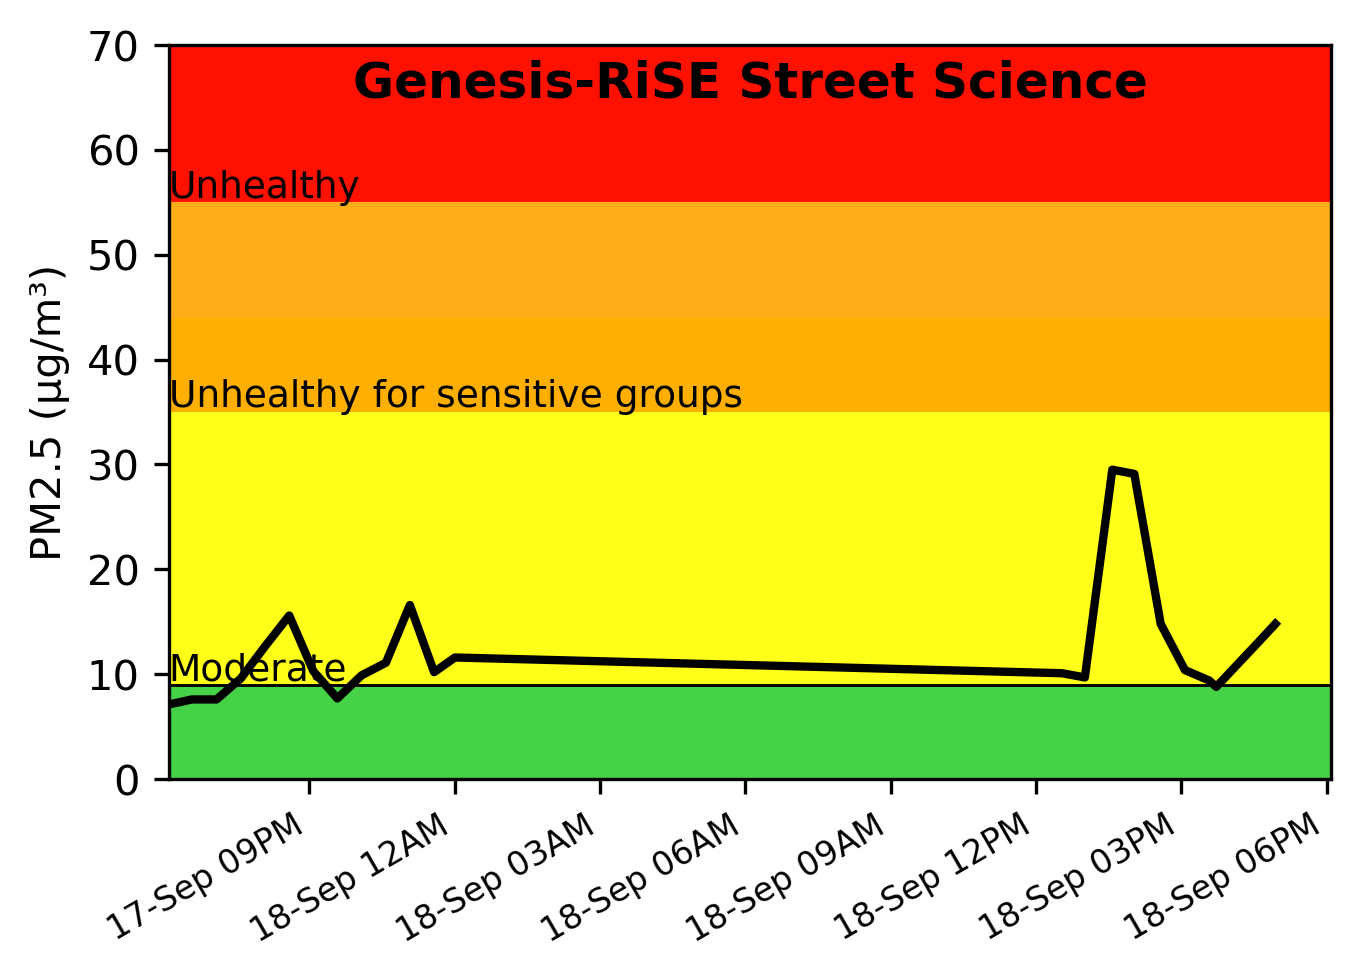 Genesis-RiSE Street Science
PM2.5 (µg/m³)
70
60
50
40
30
20
10
0
Unhealthy
Unhealthy for sensitive groups
Moderate
17-Sep 09PM
18-Sep 12AM
18-Sep 03AM
18-Sep 06AM
18-Sep 09AM
18-Sep 12PM
18-Sep 03PM
18-Sep 06PM